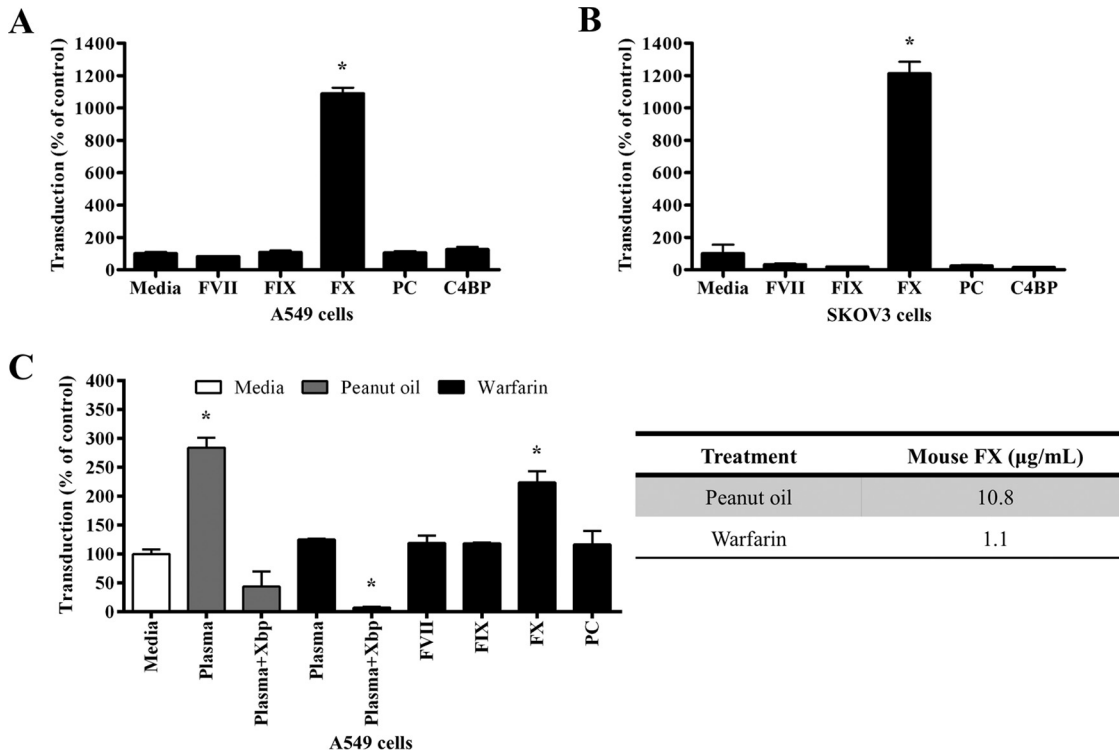 A
Transduction (% of control)
1400
1200
1000
800
600
400
200
0
*
Media FVII FIX FX PC C4BP
A549 cells
B
Transduction (% of control)
1400
1200
1000
800
600
400
200
0
*
Media FVII FIX FX PC C4BP
SKOV3 cells
C
Transduction (% of control)
400
350
300
250
200
150
100
50
0
Media Peanut oil Warfarin
*
*
*
Media
Plasma
Plasma+Xbp
Plasma
Plasma+Xbp
FVII
FIX
FX
PC
A549 cells
Treatment Mouse FX (µg/mL)
Peanut oil 10.8
Warfarin 1.1